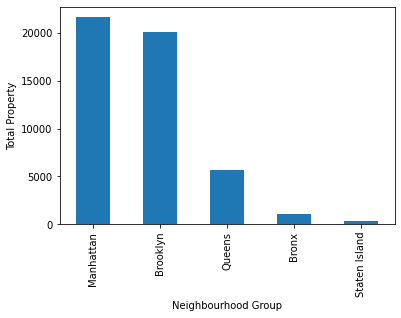 20000
15000
10000
5000
0
Total Property
Manhattan
Brooklyn
Queens
Bronx
Staten Island
Neighbourhood Group